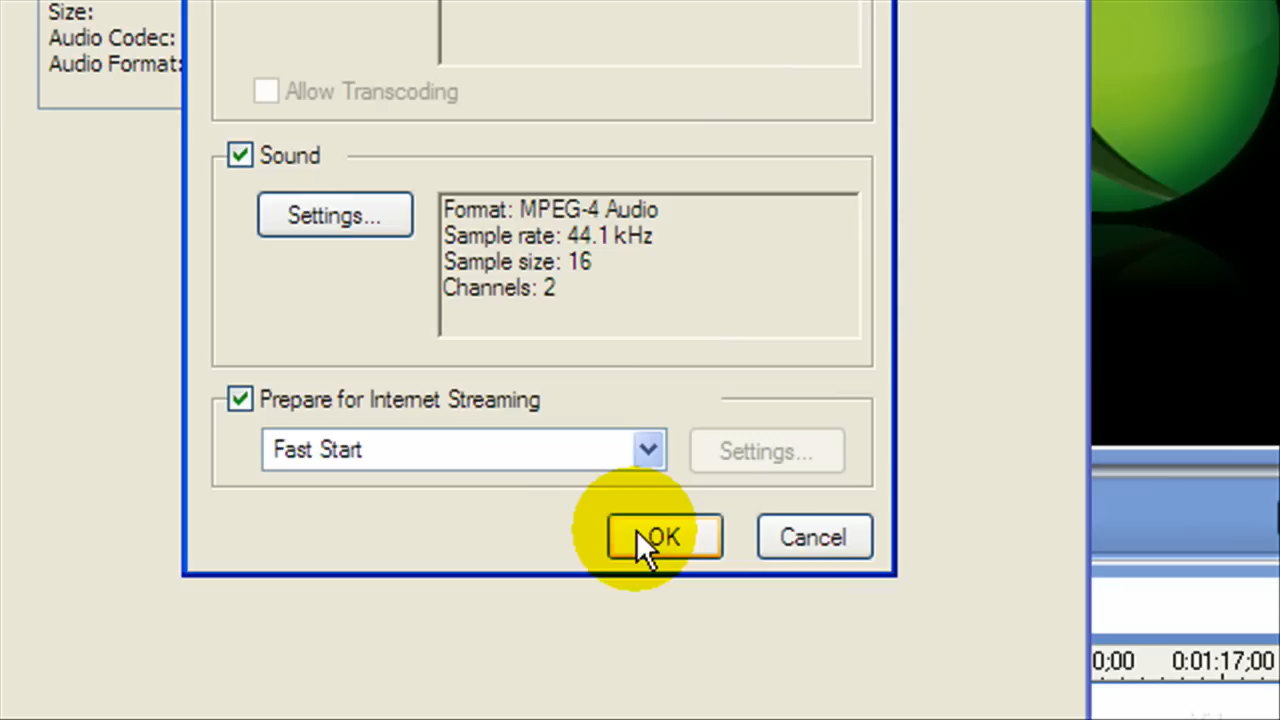 Size:
Audio Codec:
Audio Format:
Allow Transcoding
Sound
Settings...
Format: MPEG-4 Audio
Sample rate: 44.1 kHz
Sample size: 16
Channels: 2
Prepare for Internet Streaming
Fast Start
Settings...
OK
Cancel
0;00
0:01:17;00